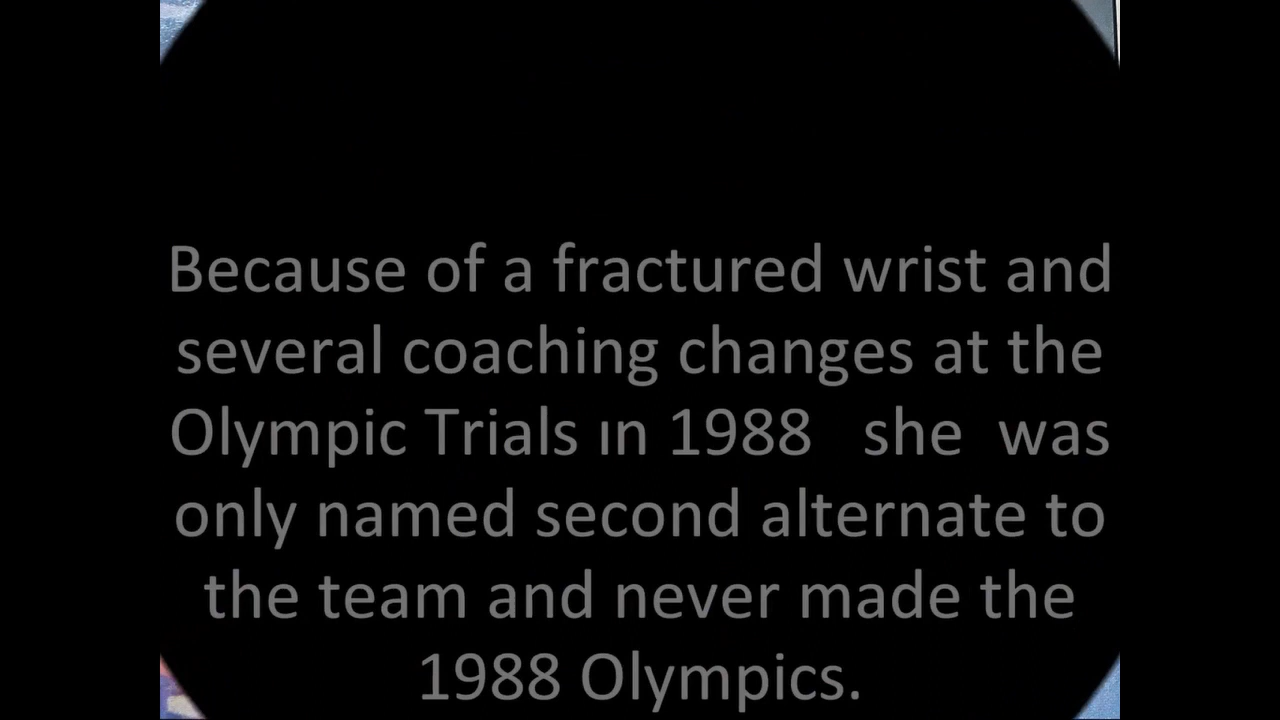 Because of a fractured wrist and
several coaching changes at the
Olympic Trials in 1988 she was
only named second alternate to
the team and never made the
1988 Olympics.